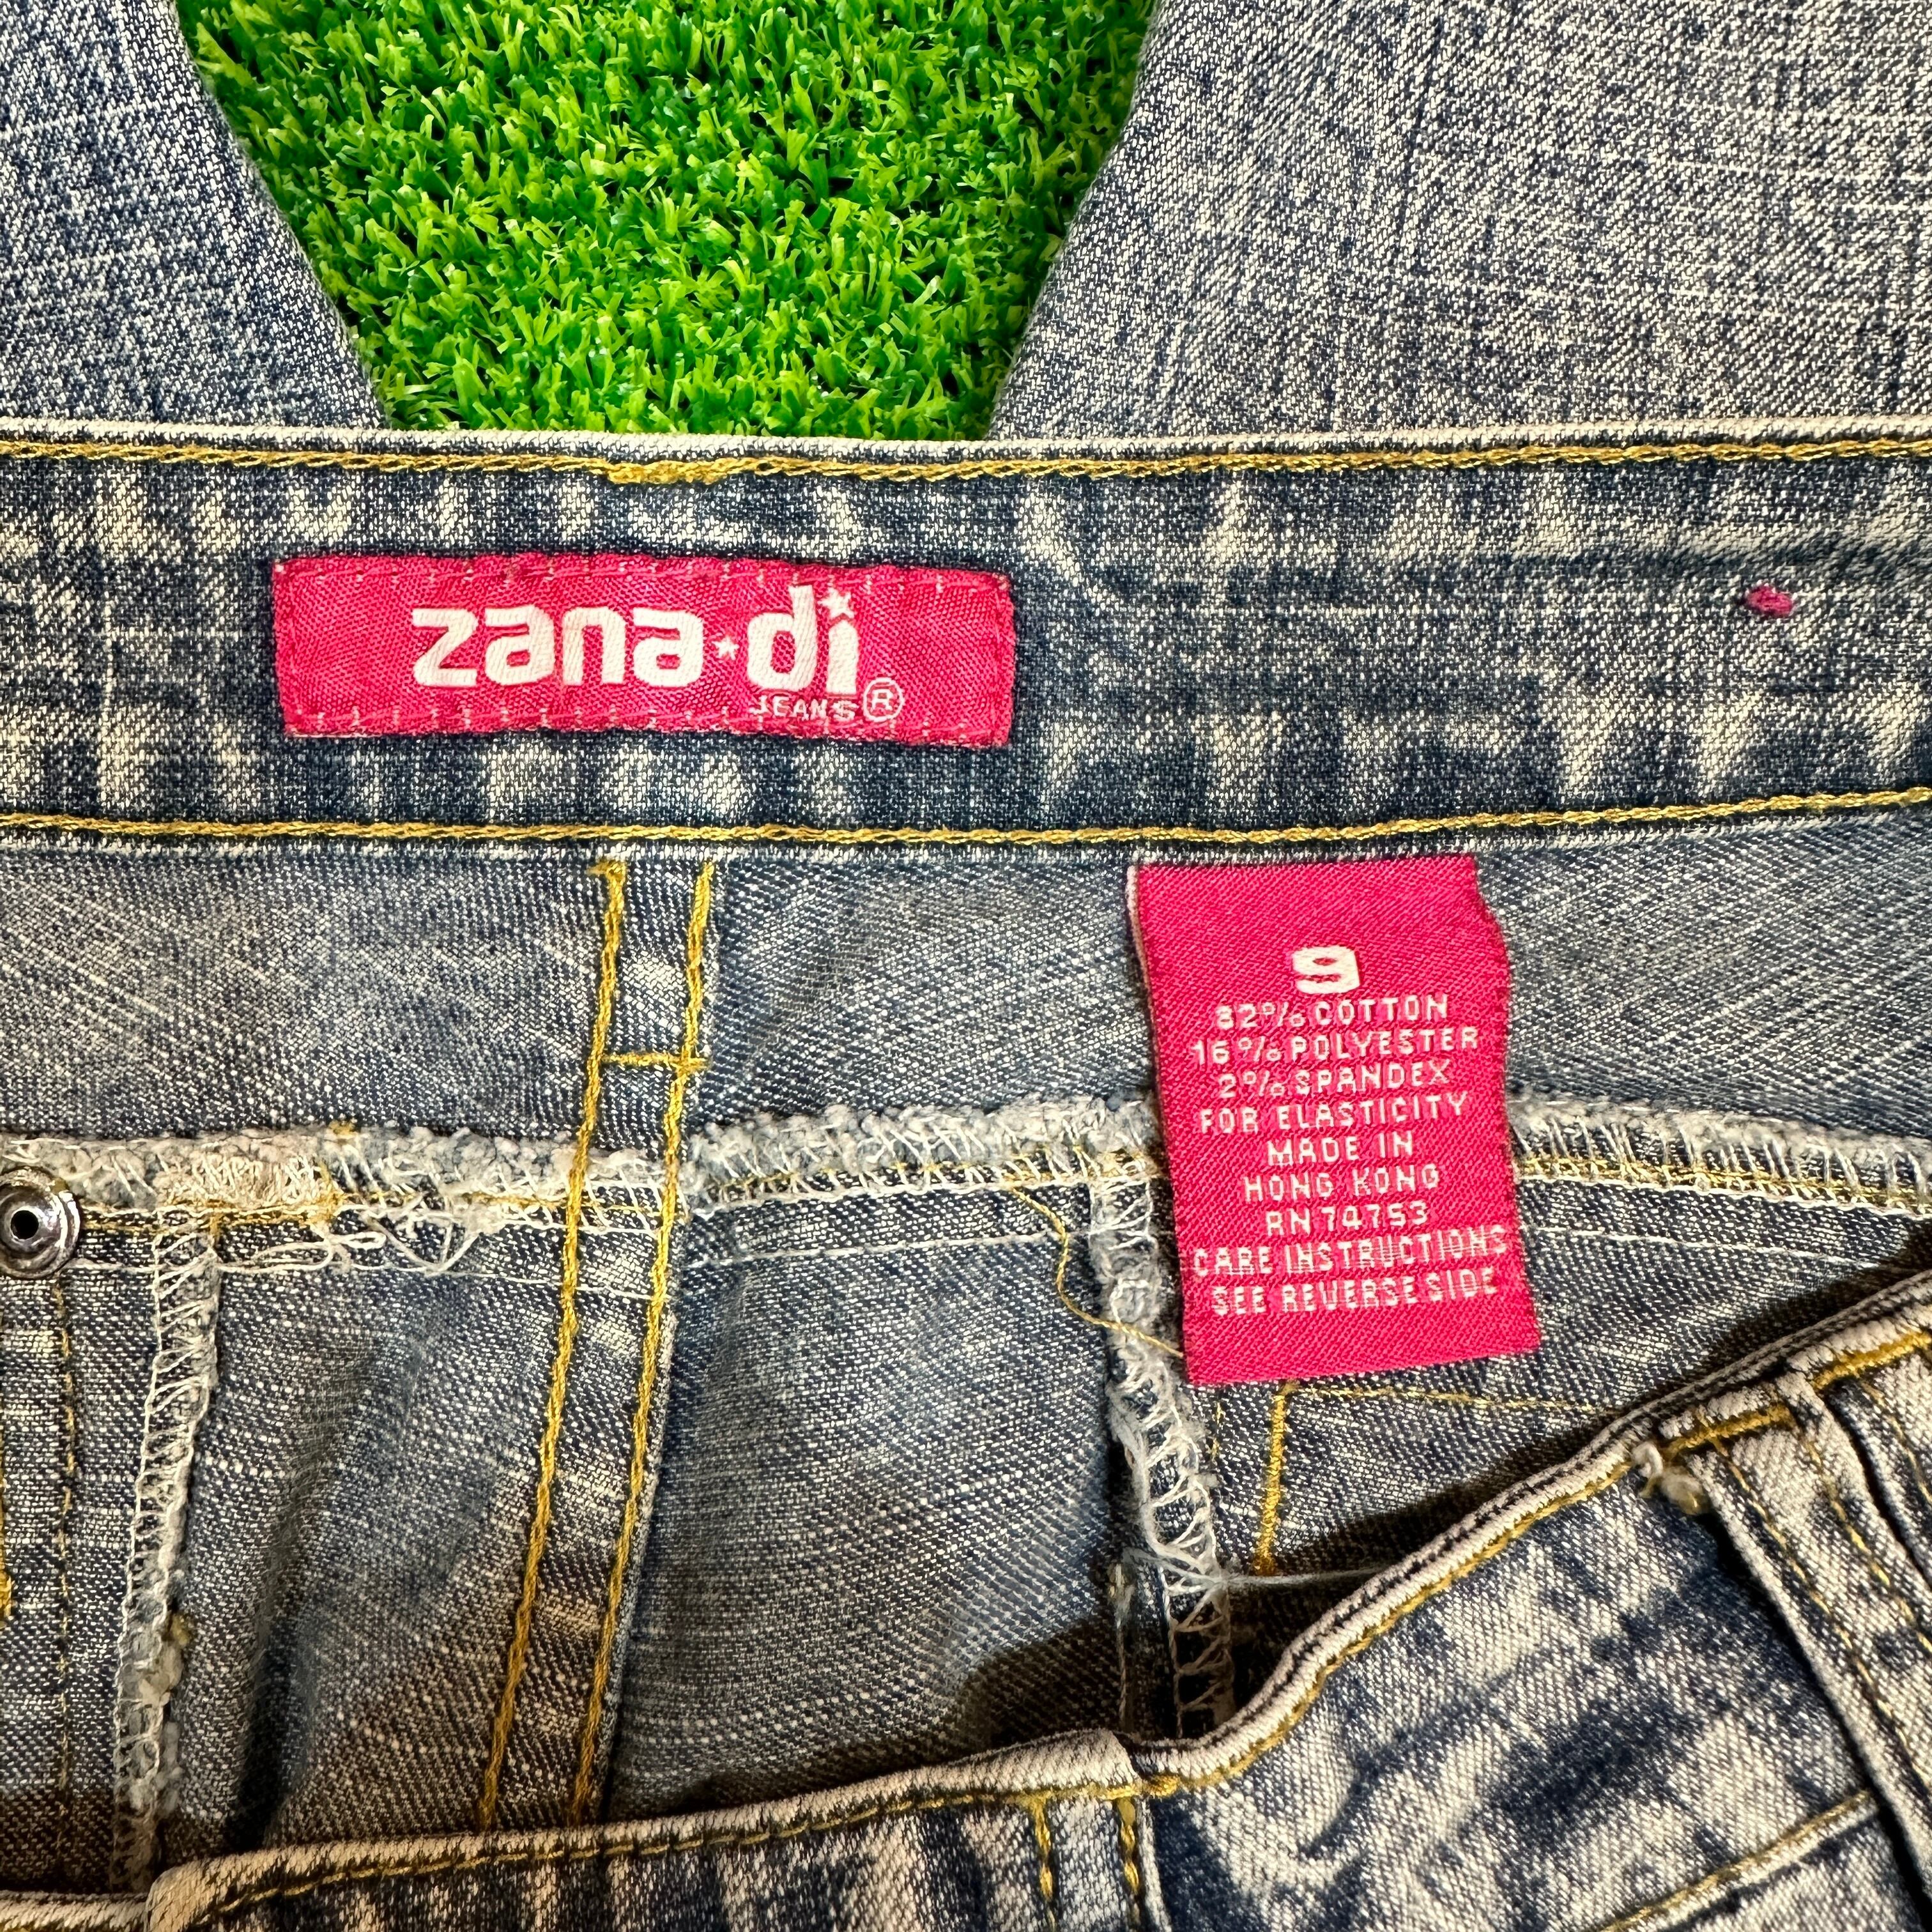 zana·di
JEANS®
9
82% COTTON
16% POLYESTER
2% SPANDEX
FOR ELASTICITY
MADE IN
HONG KONG
RN 74753
CARE INSTRUCTIONS
SEE REVERSE SIDE